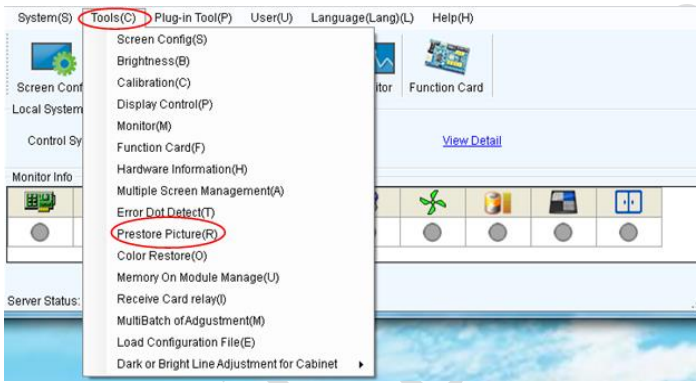 System(S) Tools(C) Plug-in Tool(P) User(U) Language(Lang)(L) Help(H)
Screen Config(S)
Brightness(B)
Calibration(C)
Display Control(P)
Monitor(M)
Function Card(F)
Hardware Information(H)
Multiple Screen Management(A)
Error Dot Detect(T)
Prestore Picture(R)
Color Restore(O)
Memory On Module Manage(U)
Receive Card relay(I)
MultiBatch of Adgustment(M)
Load Configuration File(E)
Dark or Bright Line Adjustment for Cabinet
Screen Conf
itor Function Card
Local System
Control Sy
View Detail
Monitor Info
Server Status: